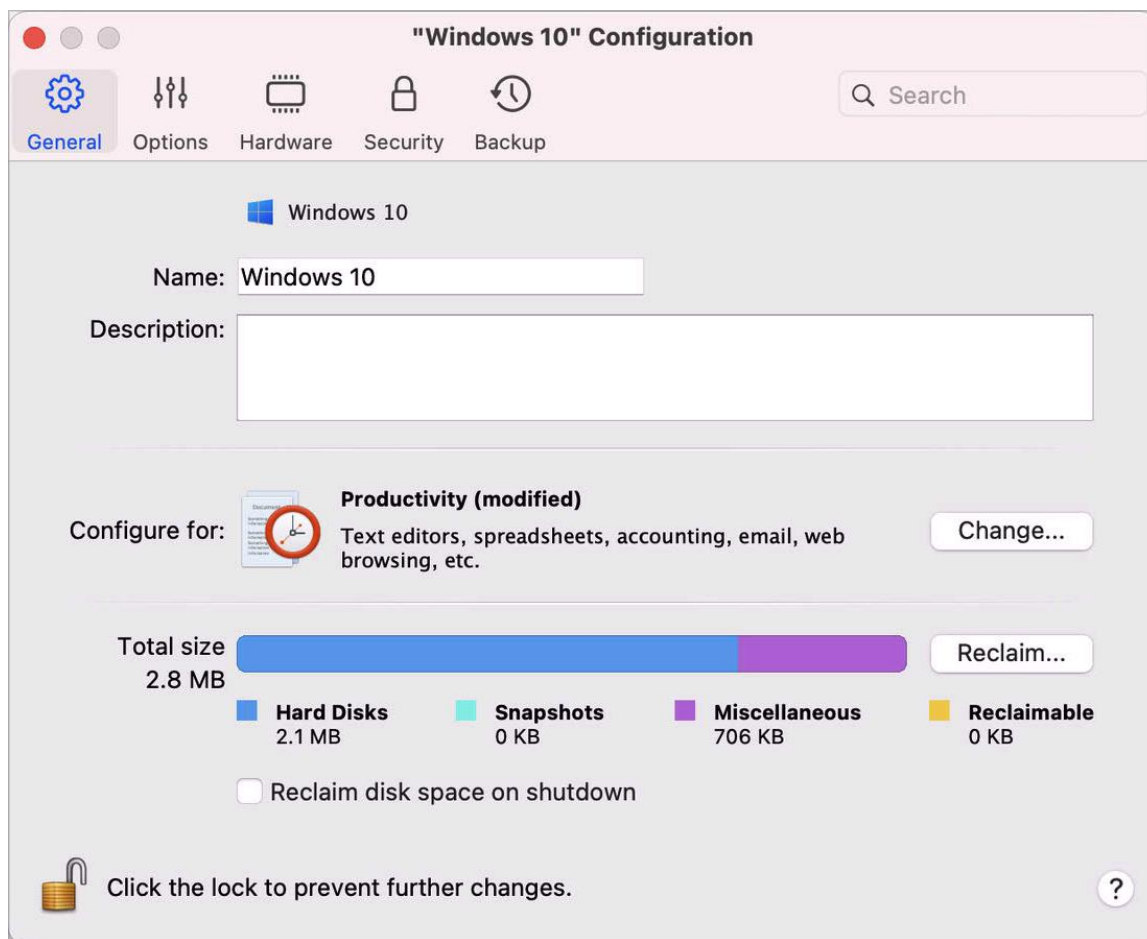 "Windows 10" Configuration
Search
General
Options
Hardware
Security
Backup
Windows 10
Name: Windows 10
Description:
Configure for:
Productivity (modified)
Text editors, spreadsheets, accounting, email, web
browsing, etc.
Change...
Total size
2.8 MB
Reclaim...
Hard Disks
2.1 MB
Snapshots
0 KB
Miscellaneous
706 KB
Reclaimable
0 KB
Reclaim disk space on shutdown
Click the lock to prevent further changes.
?